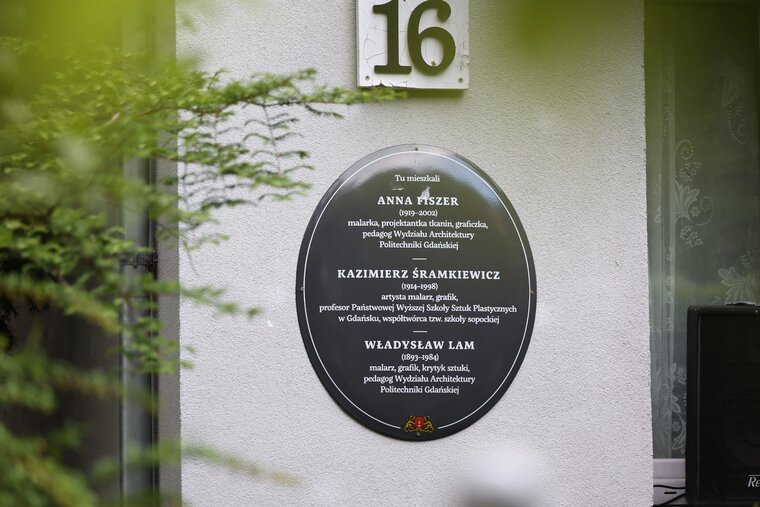 16
Tu mieszkali
ANNA FISZER
(1919–2002)
malarka, projektantka tkanin, graficzka,
pedagog Wydziału Architektury
Politechniki Gdańskiej
KAZIMIERZ ŚRAMKIEWICZ
(1914–1998)
artysta malarz, grafik,
profesor Państwowej Wyższej Szkoły Sztuk Plastycznych
w Gdańsku, współtwórca tzw. szkoły sopockiej
WŁADYSŁAW LAM
(1893–1984)
malarz, grafik, krytyk sztuki,
pedagog Wydziału Architektury
Politechniki Gdańskiej